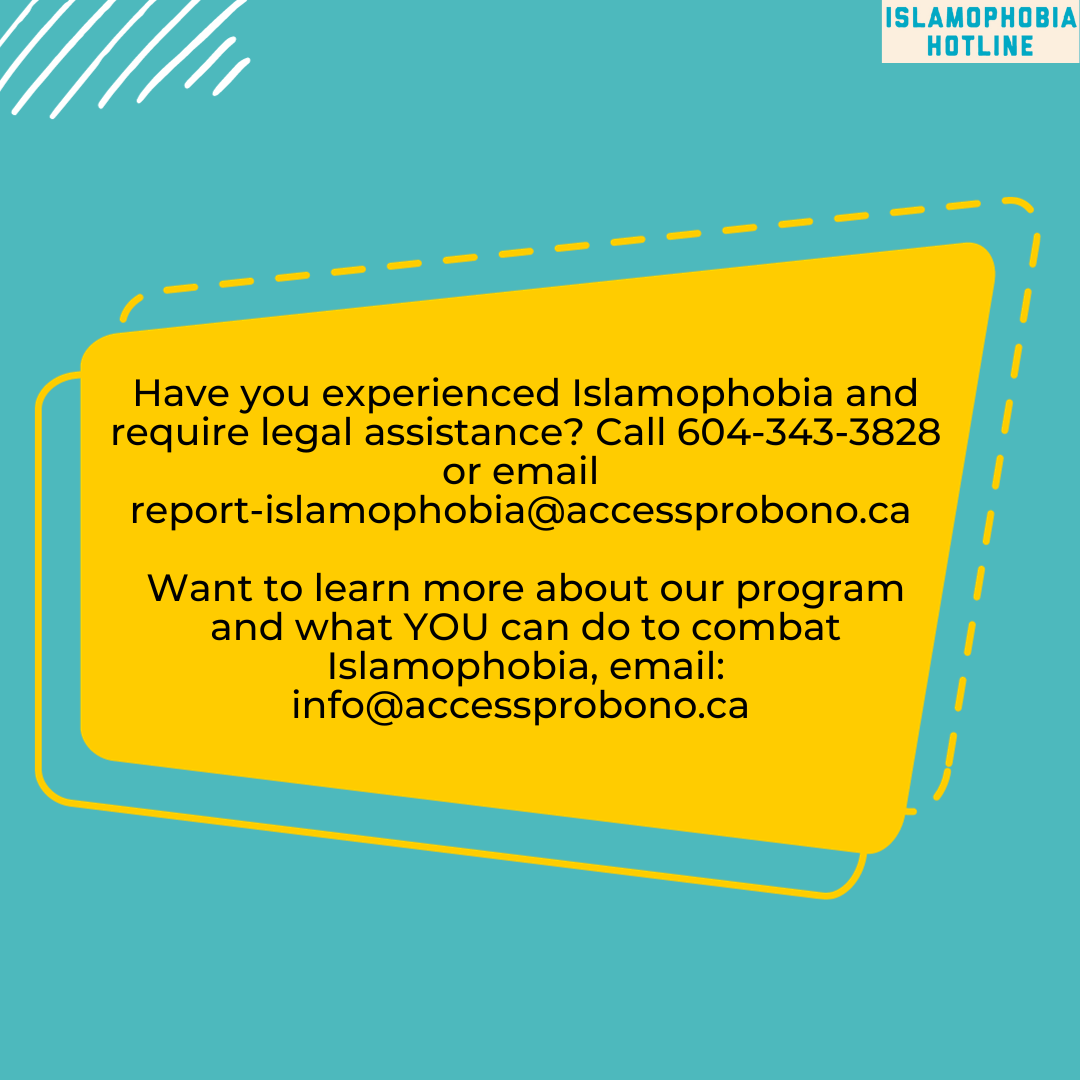 ISLAMOPHOBIA
HOTLINE
Have you experienced Islamophobia and
require legal assistance? Call 604-343-3828
or email
report-islamophobia@accessprobono.ca
Want to learn more about our program
and what YOU can do to combat
Islamophobia, email:
info@accessprobono.ca